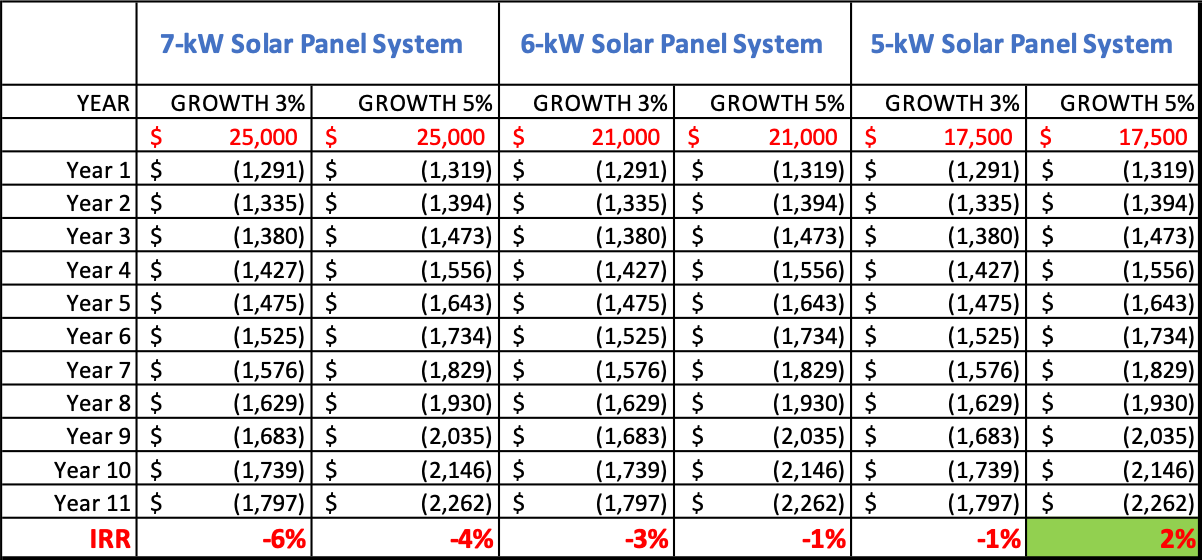 7-kW Solar Panel System 6-kW Solar Panel System 5-kW Solar Panel System
YEAR GROWTH 3% GROWTH 5% GROWTH 3% GROWTH 5% GROWTH 3% GROWTH 5%
$ 25,000 $ 25,000 $ 21,000 $ 21,000 $ 17,500 $ 17,500
Year 1 $ (1,291) $ (1,319) $ (1,291) $ (1,319) $ (1,291) $ (1,319)
Year 2 $ (1,335) $ (1,394) $ (1,335) $ (1,394) $ (1,335) $ (1,394)
Year 3 $ (1,380) $ (1,473) $ (1,380) $ (1,473) $ (1,380) $ (1,473)
Year 4 $ (1,427) $ (1,556) $ (1,427) $ (1,556) $ (1,427) $ (1,556)
Year 5 $ (1,475) $ (1,643) $ (1,475) $ (1,643) $ (1,475) $ (1,643)
Year 6 $ (1,525) $ (1,734) $ (1,525) $ (1,734) $ (1,525) $ (1,734)
Year 7 $ (1,576) $ (1,829) $ (1,576) $ (1,829) $ (1,576) $ (1,829)
Year 8 $ (1,629) $ (1,930) $ (1,629) $ (1,930) $ (1,629) $ (1,930)
Year 9 $ (1,683) $ (2,035) $ (1,683) $ (2,035) $ (1,683) $ (2,035)
Year 10 $ (1,739) $ (2,146) $ (1,739) $ (2,146) $ (1,739) $ (2,146)
Year 11 $ (1,797) $ (2,262) $ (1,797) $ (2,262) $ (1,797) $ (2,262)
IRR -6% -4% -3% -1% -1% 2%